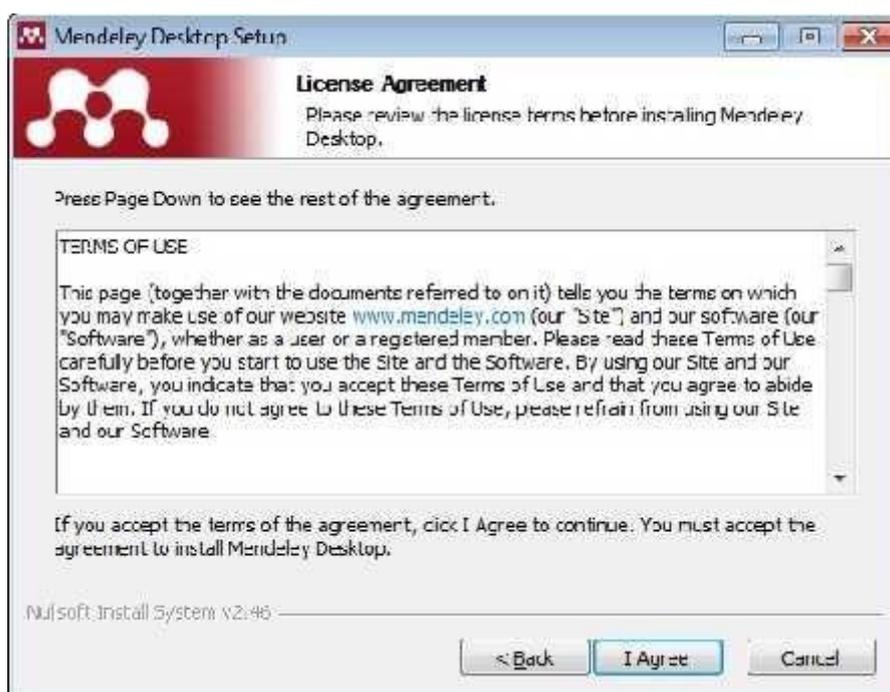 Mendeley Desktop Setup
License Agreement
Please review the license terms before installing Mendeley
Desktop.
Press Page Down to see the rest of the agreement.
TERMS OF USE
This page (together with the documents referred to on it) tells you the terms on which
you may make use of our website www.mendeley.com (our "Site") and our software (our
"Software"), whether as a user or a registered member. Please read these Terms of Use
carefully before you start to use the Site and the Software. By using our Site and our
Software, you indicate that you accept these Terms of Use and that you agree to abide
by them. If you do not agree to these Terms of Use, please refrain from using our Site
and our Software
If you accept the terms of the agreement, click I Agree to continue. You must accept the
agreement to install Mendeley Desktop.
Nullsoft Install System v2.46
< Back
I Agree
Cancel